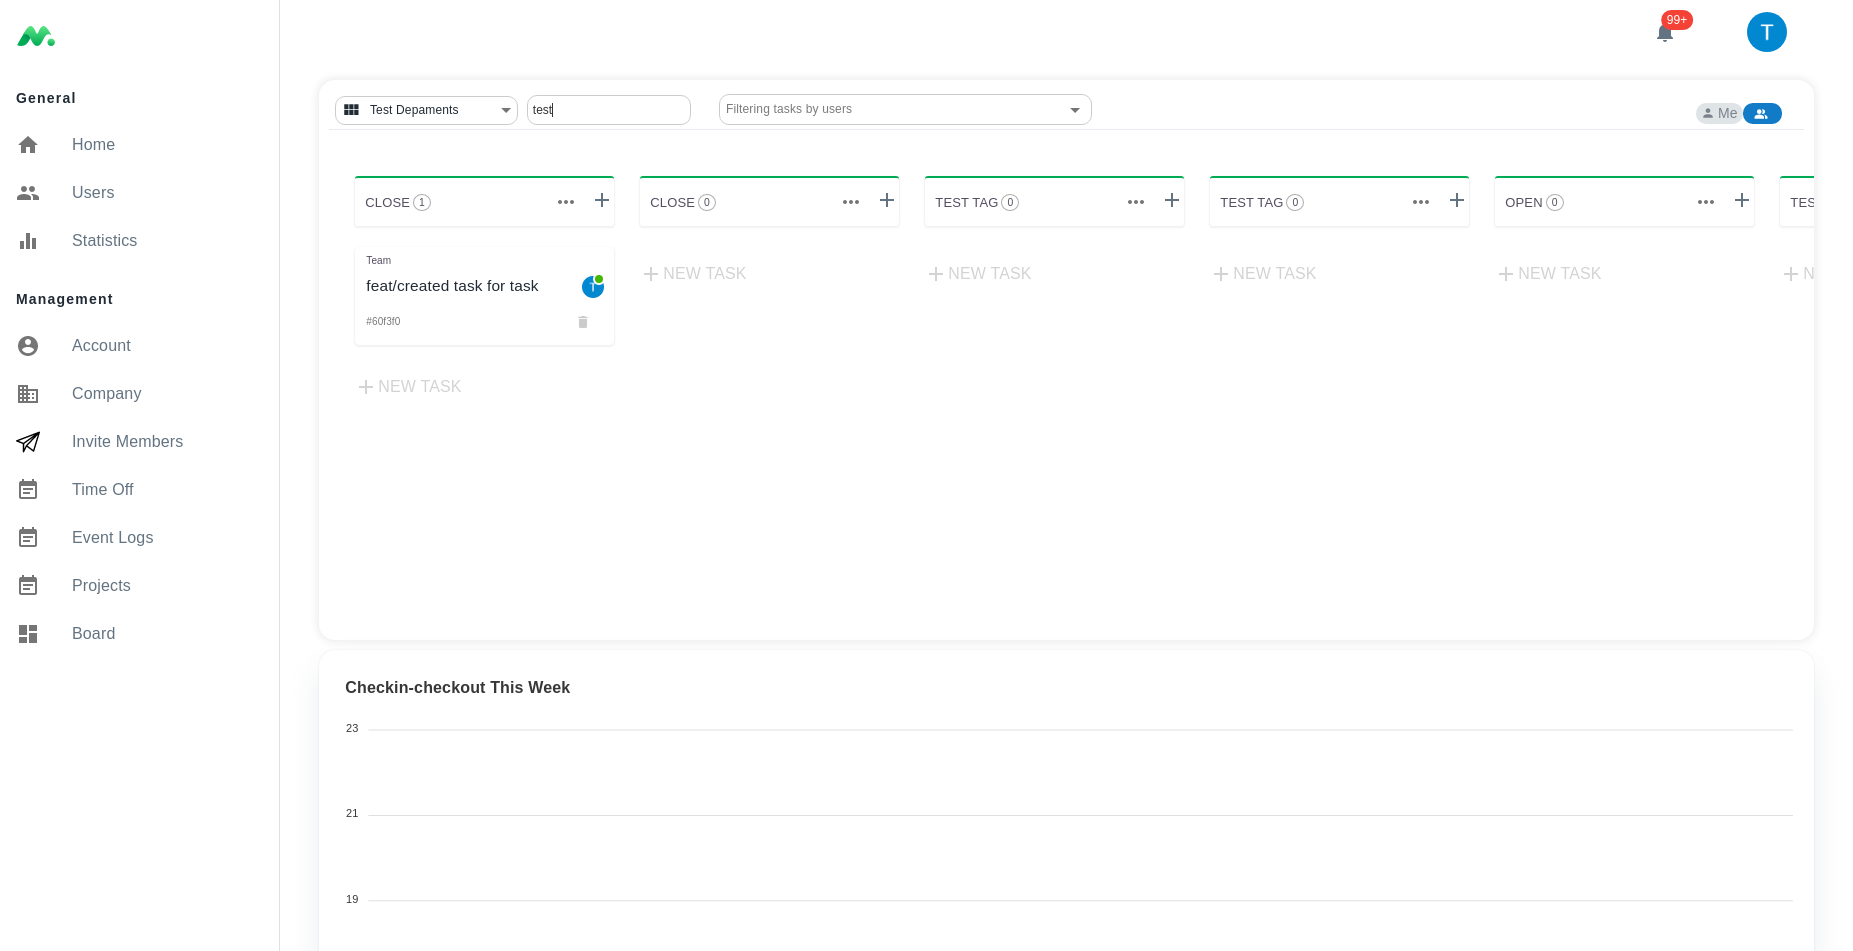 99+
T
General
Home
Users
Statistics
Management
Account
Company
Invite Members
Time Off
Event Logs
Projects
Board
Test Depaments
test
Filtering tasks by users
Me
CLOSE 1
CLOSE 0
TEST TAG 0
TEST TAG 0
OPEN 0
TES
Team
feat/created task for task
T
#60f3f0
NEW TASK
NEW TASK
NEW TASK
NEW TASK
NEW TASK
N
Checkin-checkout This Week
23
21
19